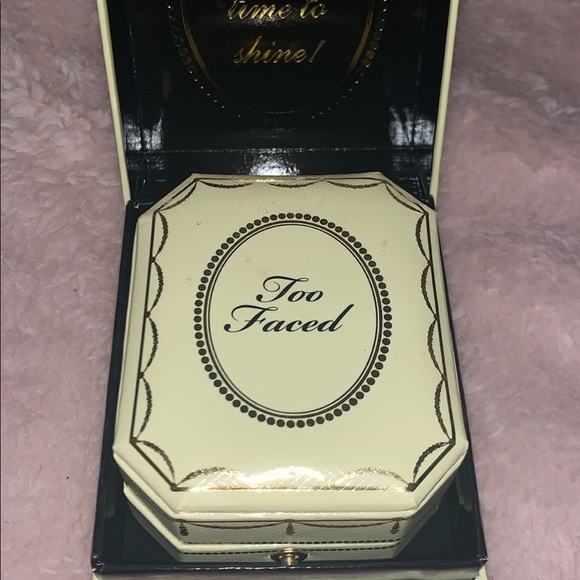 time to
shine!
Too
Faced